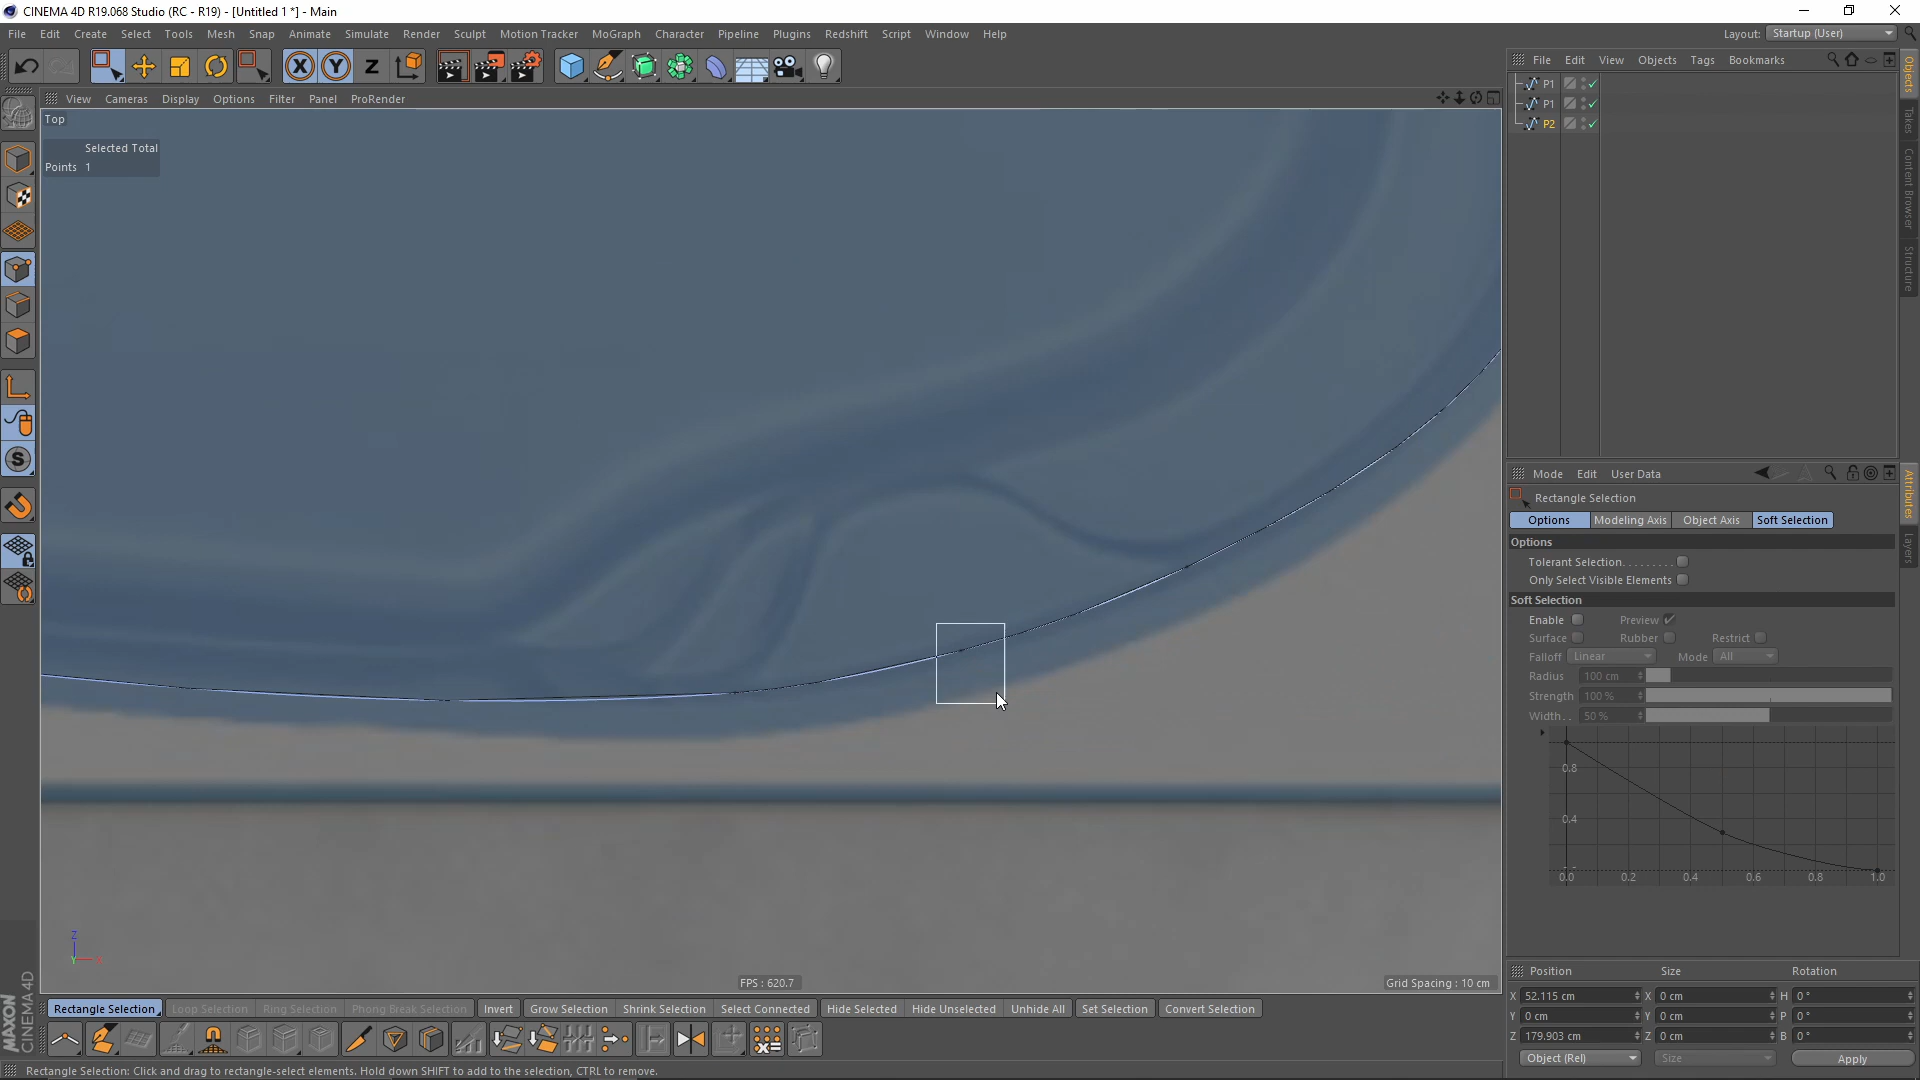 CINEMA 4D R19.068 Studio (RC - R19) - [Untitled 1 *] - Main
File Edit Create Select Tools Mesh Snap Animate Simulate Render Sculpt Motion Tracker MoGraph Character Pipeline Plugins Redshift Script Window Help
Layout: Startup (User)
X Y Z
File Edit View Objects Tags Bookmarks
P1
P1
P2
Objects
Takes
Content Browser
Structure
View Cameras Display Options Filter Panel ProRender
Top
Selected Total
Points 1
S
Mode Edit User Data
Rectangle Selection
Options Modeling Axis Object Axis Soft Selection
Options
Tolerant Selection.........
Only Select Visible Elements
Soft Selection
Enable Preview
Surface Rubber Restrict
Falloff Linear Mode All
Radius 100 cm
Strength 100 %
Width.. 50 %
0.8
0.4
0.0 0.2 0.4 0.6 0.8 1.0
Attributes
Layers
Z
Y
FPS : 620.7
Grid Spacing : 10 cm
Position Size Rotation
X 52.115 cm X 0 cm H 0 °
Y 0 cm Y 0 cm P 0 °
Z 179.903 cm Z 0 cm B 0 °
Object (Rel) Size Apply
Rectangle Selection Loop Selection Ring Selection Phong Break Selection Invert Grow Selection Shrink Selection Select Connected Hide Selected Hide Unselected Unhide All Set Selection Convert Selection
MAXON
CINEMA 4D
Rectangle Selection: Click and drag to rectangle-select elements. Hold down SHIFT to add to the selection, CTRL to remove.